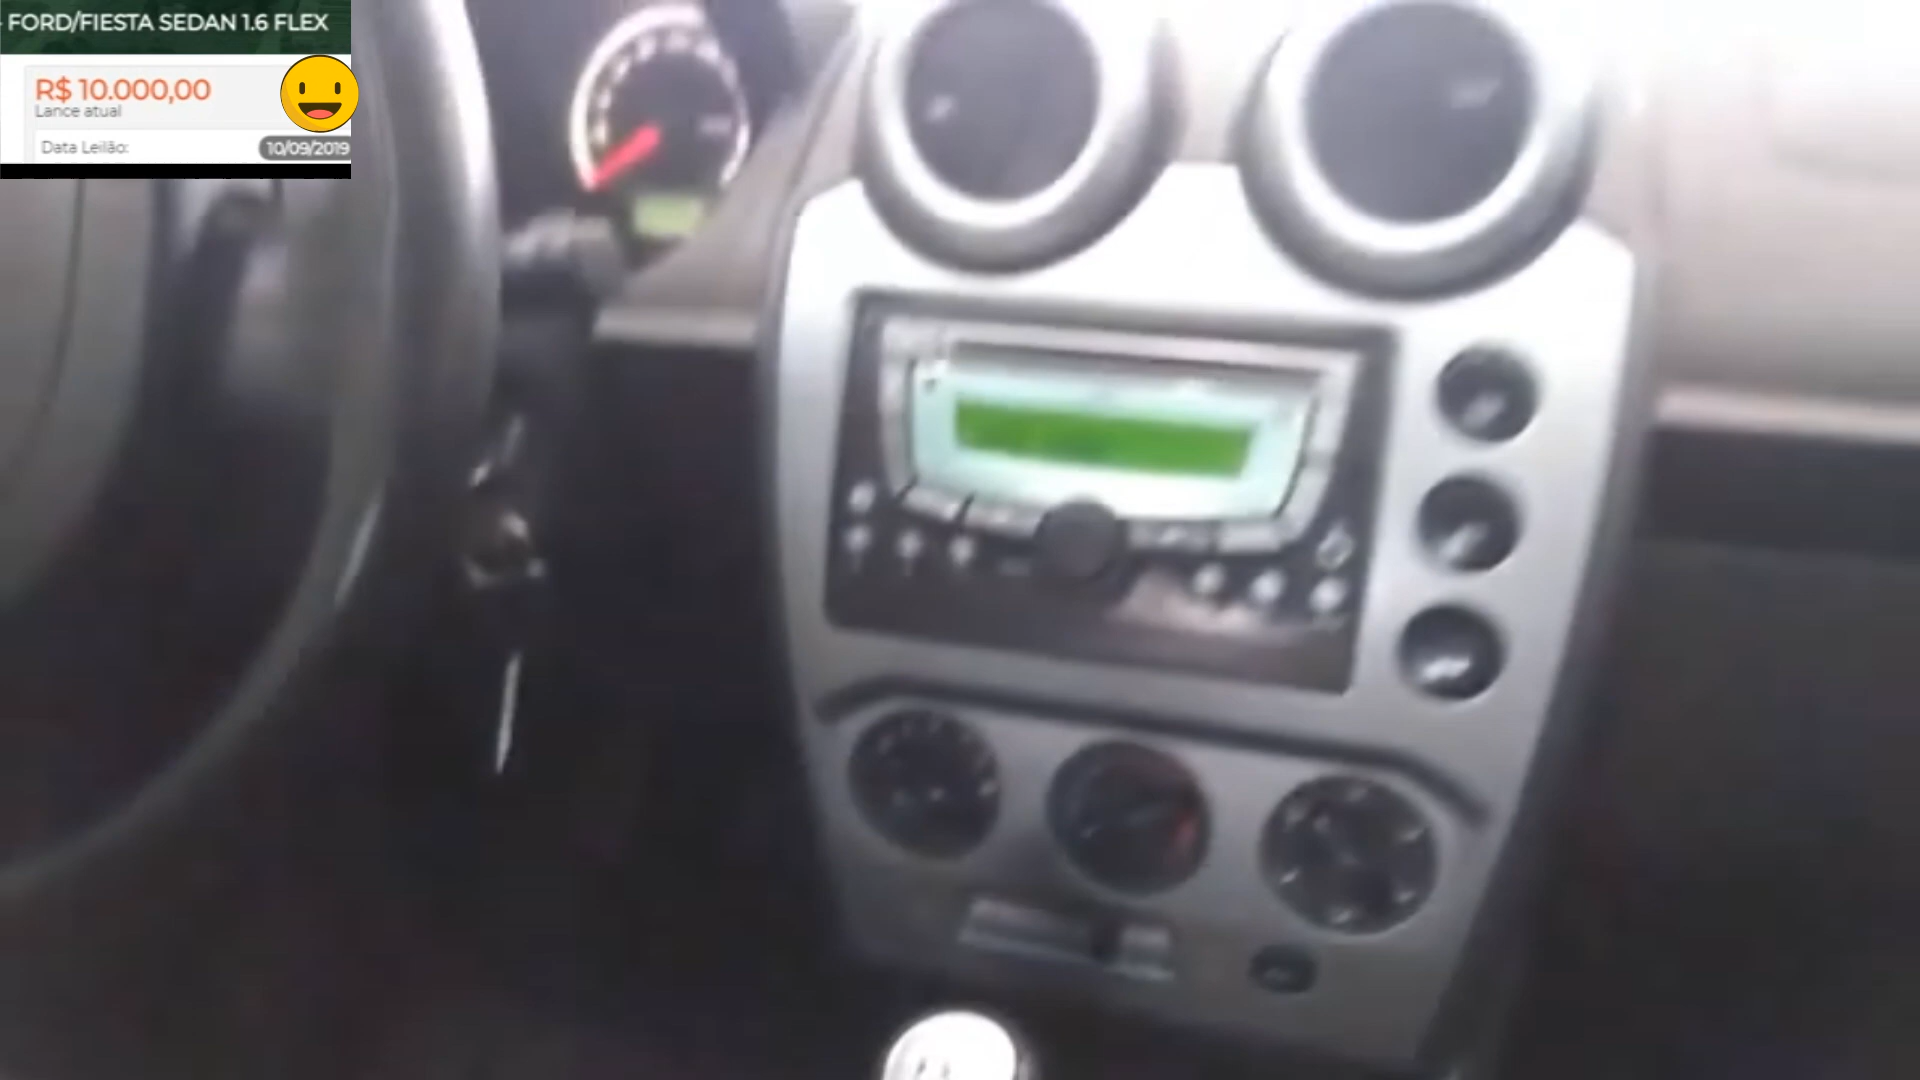 FORD/FIESTA SEDAN 1.6 FLEX
R$ 10.000,00
Lance atual
Data Leilão: 10/09/2019